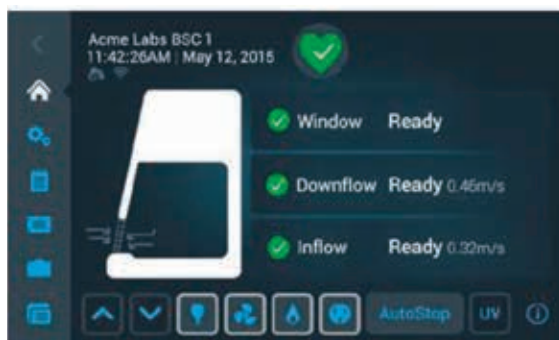 Acme Labs BSC 1
11:42:26AM | May 12, 2015
Window Ready
Downflow Ready 0.46m/s
Inflow Ready 0.32m/s
AutoStop UV